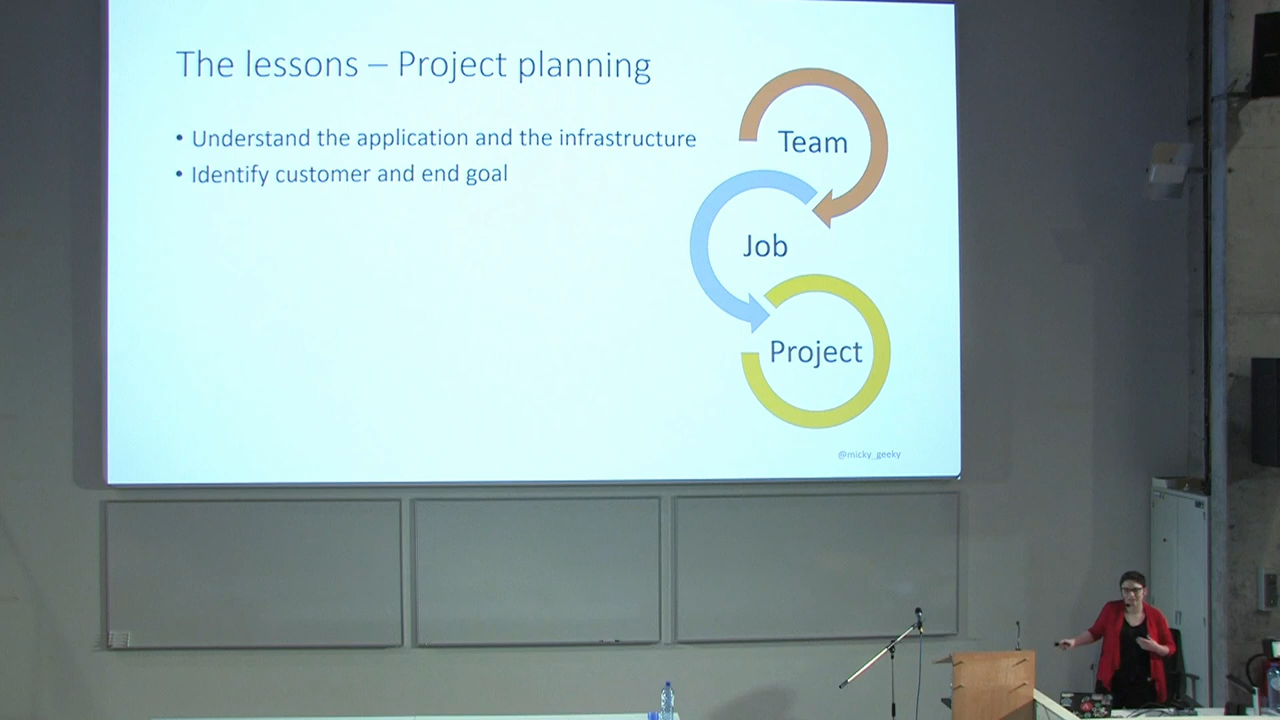 The lessons – Project planning
• Understand the application and the infrastructure
• Identify customer and end goal
Team
Job
Project
@micky_geeky